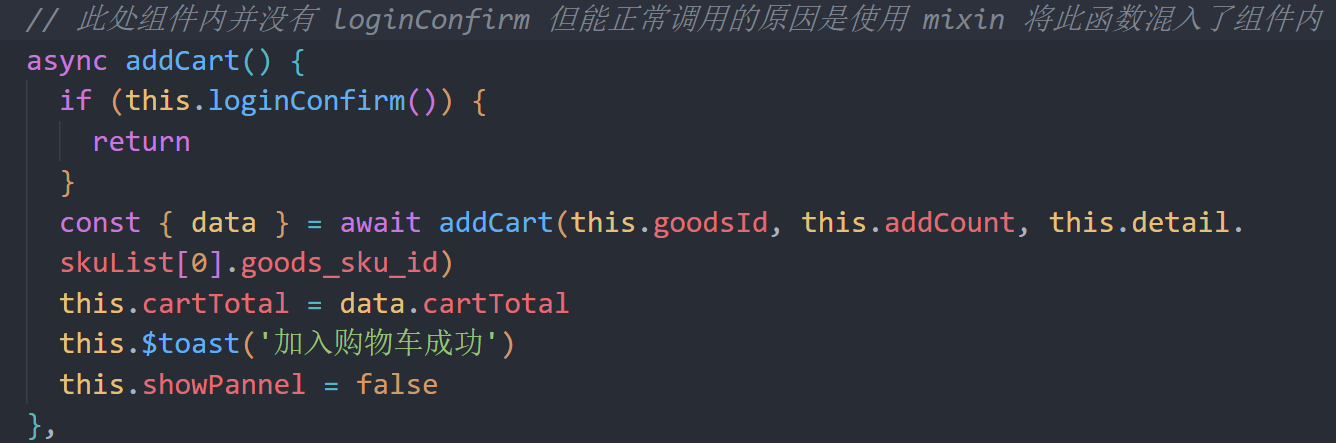 // 此处组件内并没有 loginConfirm 但能正常调用的原因是使用 mixin 将此函数混入了组件内
async addCart() {
  if (this.loginConfirm()) {
    return
  }
  const { data } = await addCart(this.goodsId, this.addCount, this.detail.
  skuList[0].goods_sku_id)
  this.cartTotal = data.cartTotal
  this.$toast('加入购物车成功')
  this.showPannel = false
},